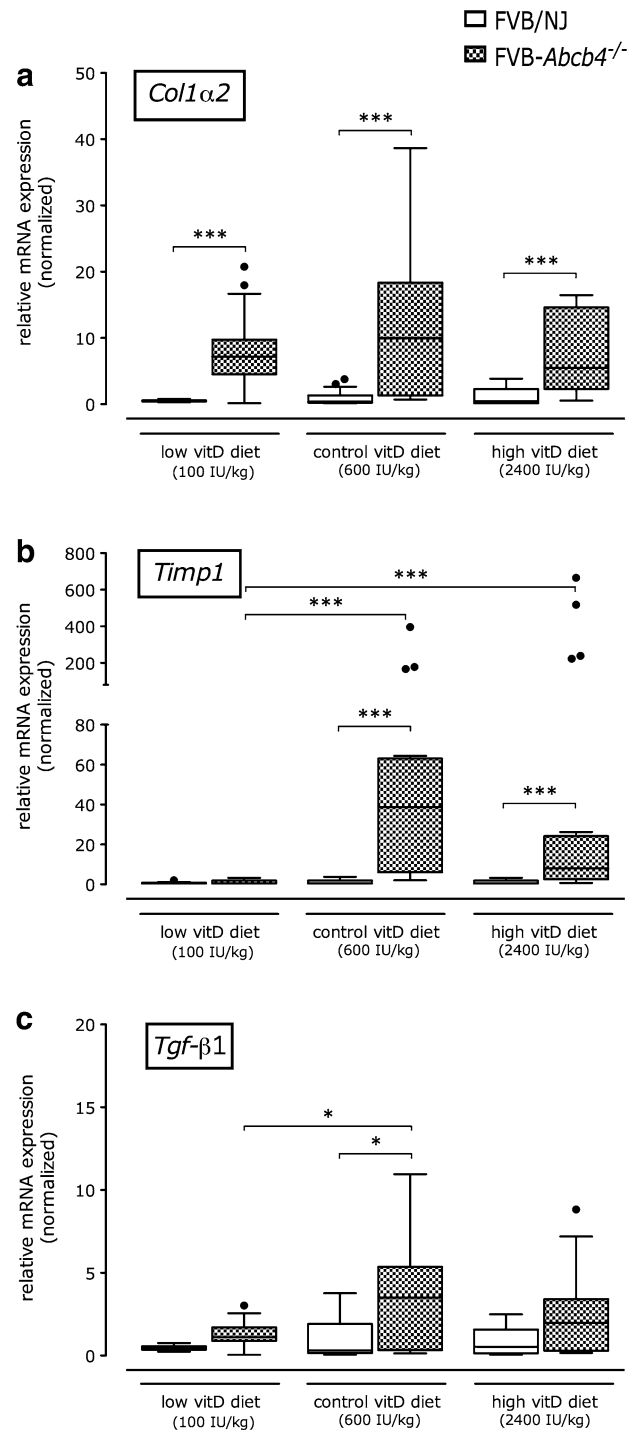 FVB/NJ
FVB-Abcb4-/-
a
Col1α2
relative mRNA expression
(normalized)
50
40
30
20
10
0
***
***
***
low vitD diet
(100 IU/kg)
control vitD diet
(600 IU/kg)
high vitD diet
(2400 IU/kg)
b
Timp1
relative mRNA expression
(normalized)
800
600
400
200
80
60
40
20
0
***
***
***
***
low vitD diet
(100 IU/kg)
control vitD diet
(600 IU/kg)
high vitD diet
(2400 IU/kg)
c
Tgf-β1
relative mRNA expression
(normalized)
20
15
10
5
0
*
*
low vitD diet
(100 IU/kg)
control vitD diet
(600 IU/kg)
high vitD diet
(2400 IU/kg)